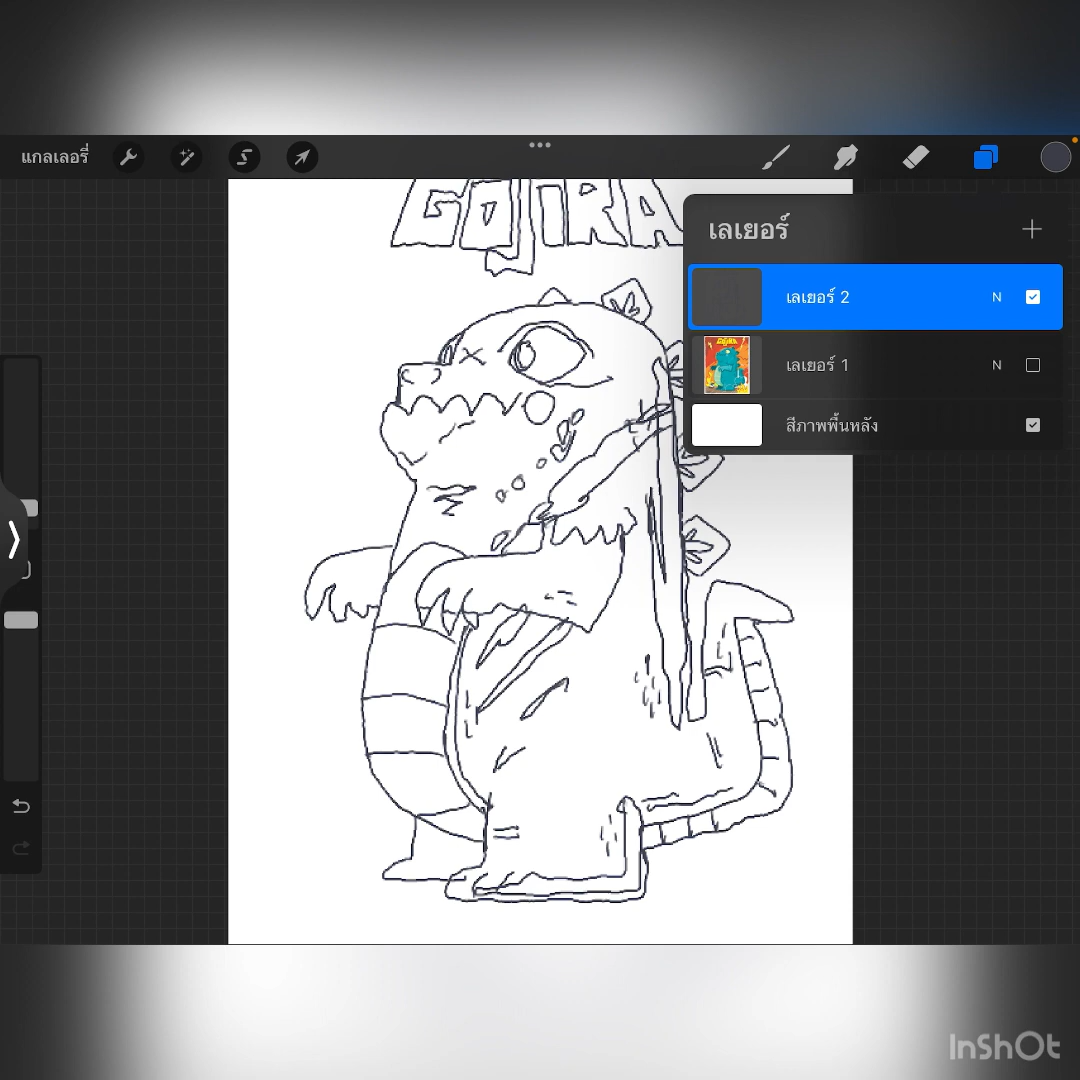 แกลเลอรี่
GOJIRA
เลเยอร์
เลเยอร์ 2 N
เลเยอร์ 1 N
สีภาพพื้นหลัง
InShOt